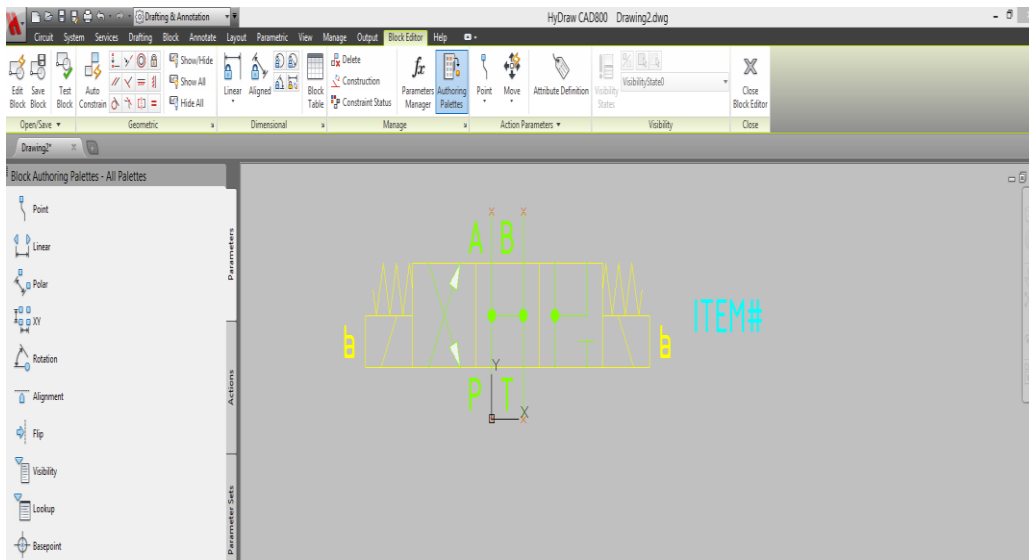 Drafting & Annotation
HyDraw CAD800 Drawing2.dwg
Circuit System Services Drafting Block Annotate Layout Parametric View Manage Output Block Editor Help
Edit Block
Save Block
Test Block
Auto Constrain
Show/Hide
Show All
Hide All
Linear
Aligned
Block Table
Delete
Construction
Constraint Status
Parameters Manager
Authoring Palettes
Point
Move
Attribute Definition
Visibility States
VisibilityState0
Close Block Editor
Open/Save Geometric Dimensional Manage Action Parameters Visibility Close
Drawing2*
Block Authoring Palettes - All Palettes
Point
Linear
Polar
XY
Rotation
Alignment
Flip
Visibility
Lookup
Basepoint
Parameters
Actions
Parameter Sets
A B
ITEM#
P T
Y
X